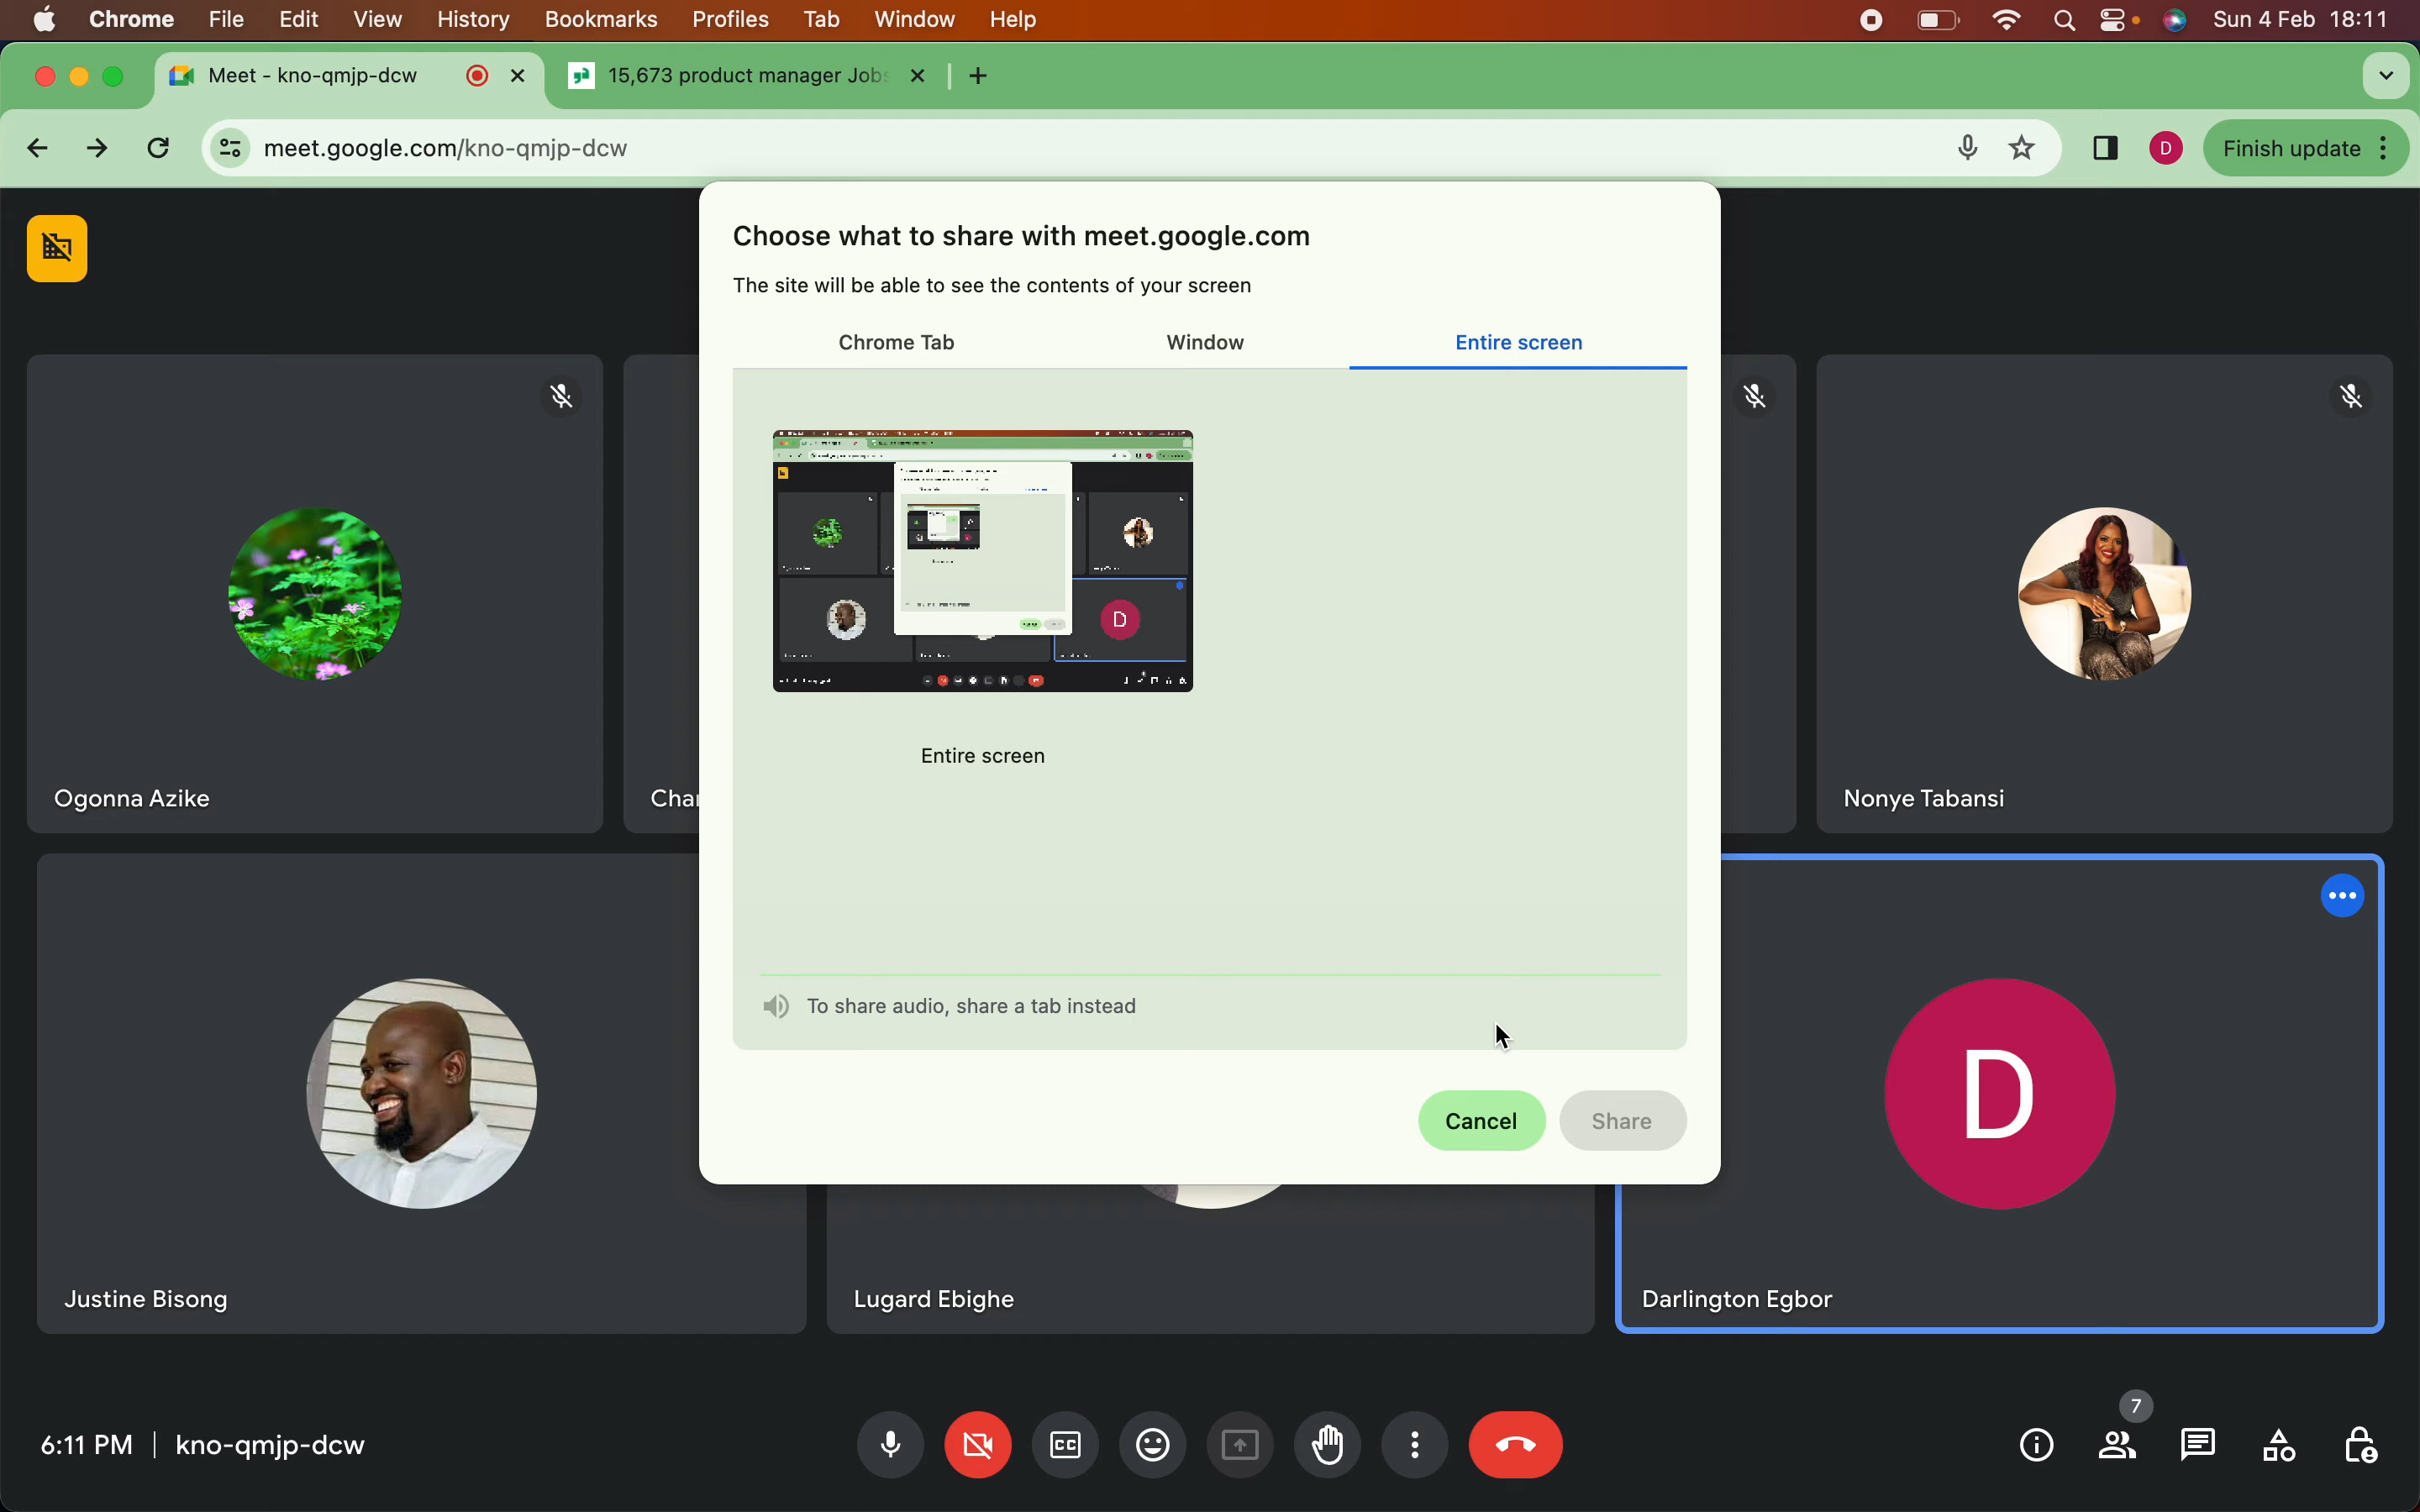 Chrome File Edit View History Bookmarks Profiles Tab Window Help Sun 4 Feb 18:11
Meet - kno-qmjp-dcw 15,673 product manager Jobs
meet.google.com/kno-qmjp-dcw D Finish update
Choose what to share with meet.google.com
The site will be able to see the contents of your screen
Chrome Tab Window Entire screen
D
Entire screen
Ogonna Azike
Char
Nonye Tabansi
To share audio, share a tab instead
Cancel Share
D
Justine Bisong
Lugard Ebighe
Darlington Egbor
7
6:11 PM | kno-qmjp-dcw
CC